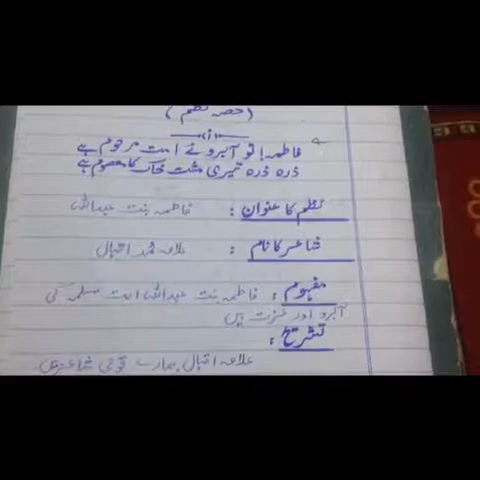 (حصہ نظم)
(۱)
فاطمہ! تو آبروئے امت مرحوم ہے
ذرہ ذرہ تیری مشت خاک کا معصوم ہے
نظم کا عنوان : فاطمہ بنت عبداللہ
شاعر کا نام : علامہ محمد اقبال
مفہوم : فاطمہ بنت عبداللہ امت مسلمہ کی
آبرو اور عزت ہیں
تشریح :
علامہ اقبال ہمارے قومی شاعر ہیں